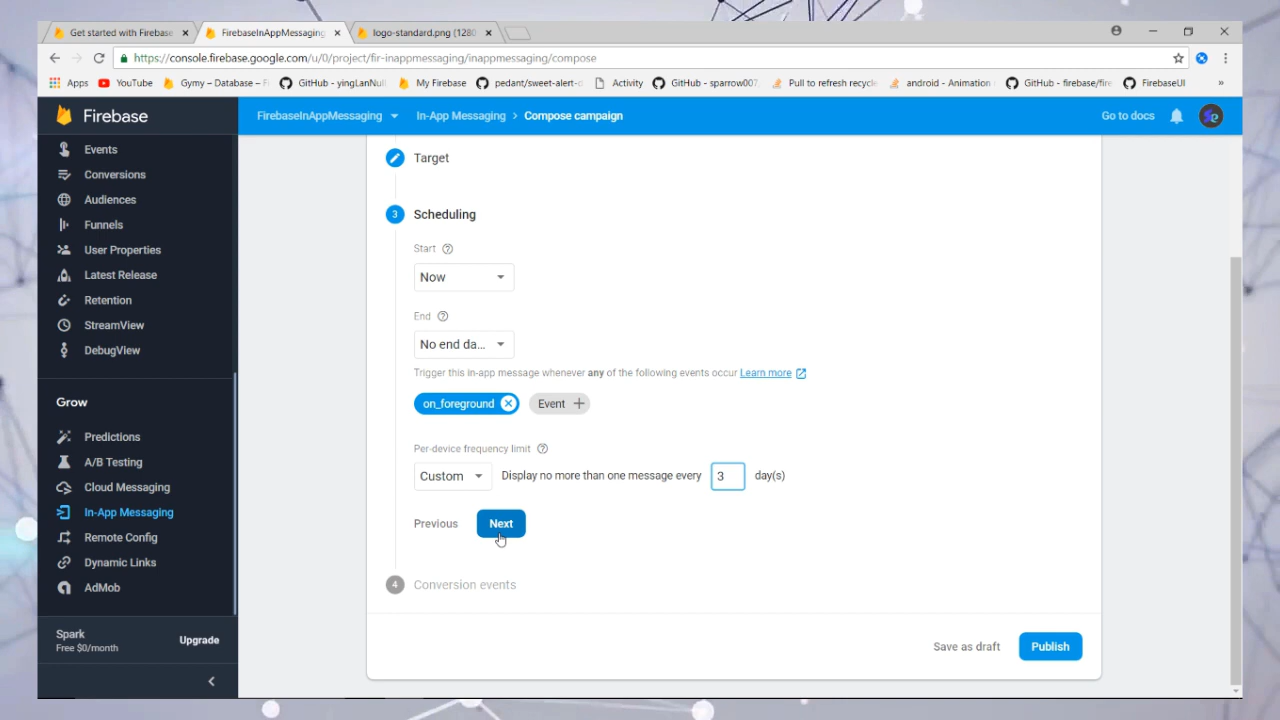 Get started with Firebase
FirebaseInAppMessaging
logo-standard.png (128
https://console.firebase.google.com/u/0/project/fir-inappmessaging/inappmessaging/compose
Apps YouTube Gymy – Database – Fi GitHub - yingLanNull My Firebase pedant/sweet-alert-d Activity GitHub - sparrow007 Pull to refresh recycle android - Animation GitHub - firebase/fire FirebaseUI »
Firebase
FirebaseInAppMessaging In-App Messaging > Compose campaign Go to docs
Events
Conversions
Audiences
Funnels
User Properties
Latest Release
Retention
StreamView
DebugView
Grow
Predictions
A/B Testing
Cloud Messaging
In-App Messaging
Remote Config
Dynamic Links
AdMob
Spark
Free $0/month
Upgrade
Target
3 Scheduling
Start ?
Now
End ?
No end da...
Trigger this in-app message whenever any of the following events occur Learn more
on_foreground Event +
Per-device frequency limit ?
Custom Display no more than one message every 3 day(s)
Previous Next
4 Conversion events
Save as draft Publish